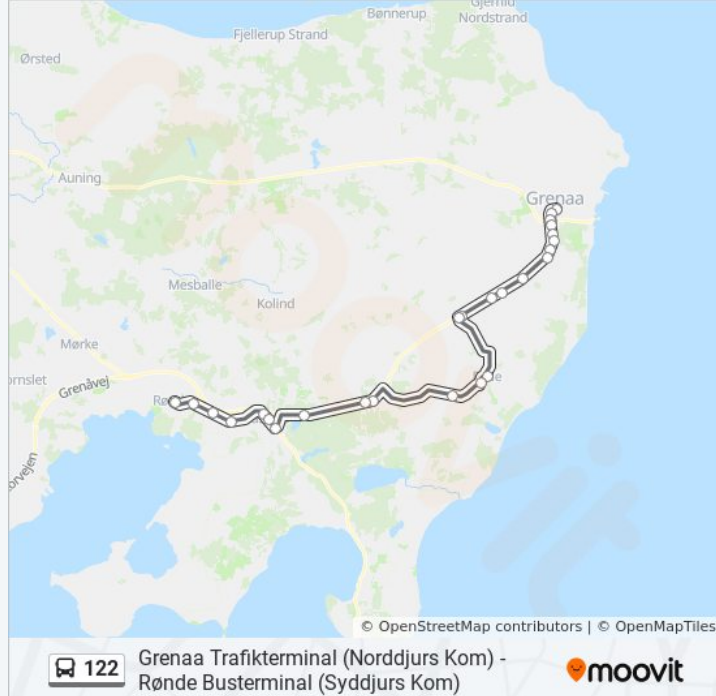 Gjerrild
Nordstrand
Bønnerup
Fjellerup Strand
Ørsted
Auning
Grenaa
Mesballe
Kolind
Mørke
Grenåvej
© OpenStreetMap contributors | © OpenMapTiles
122
Grenaa Trafikterminal (Norddjurs Kom) -
Rønde Busterminal (Syddjurs Kom)
moovit